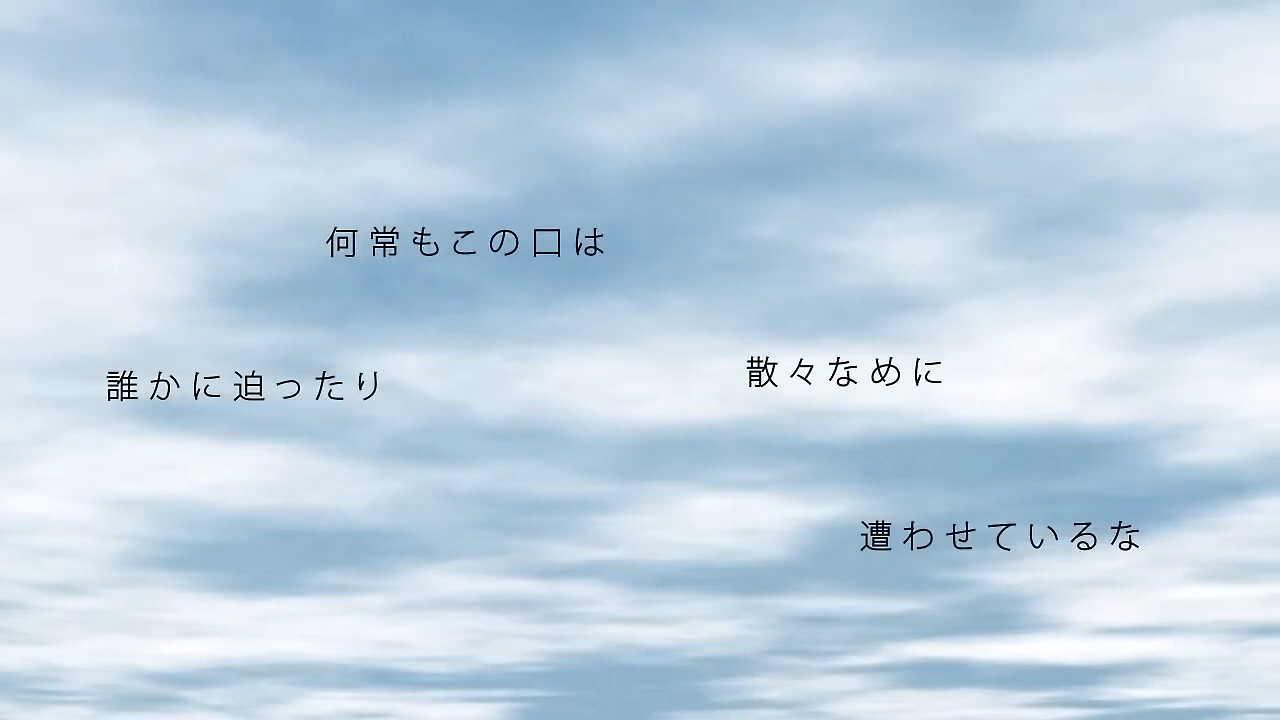 何常もこの口は
誰かに迫ったり
散々なめに
遭わせているな